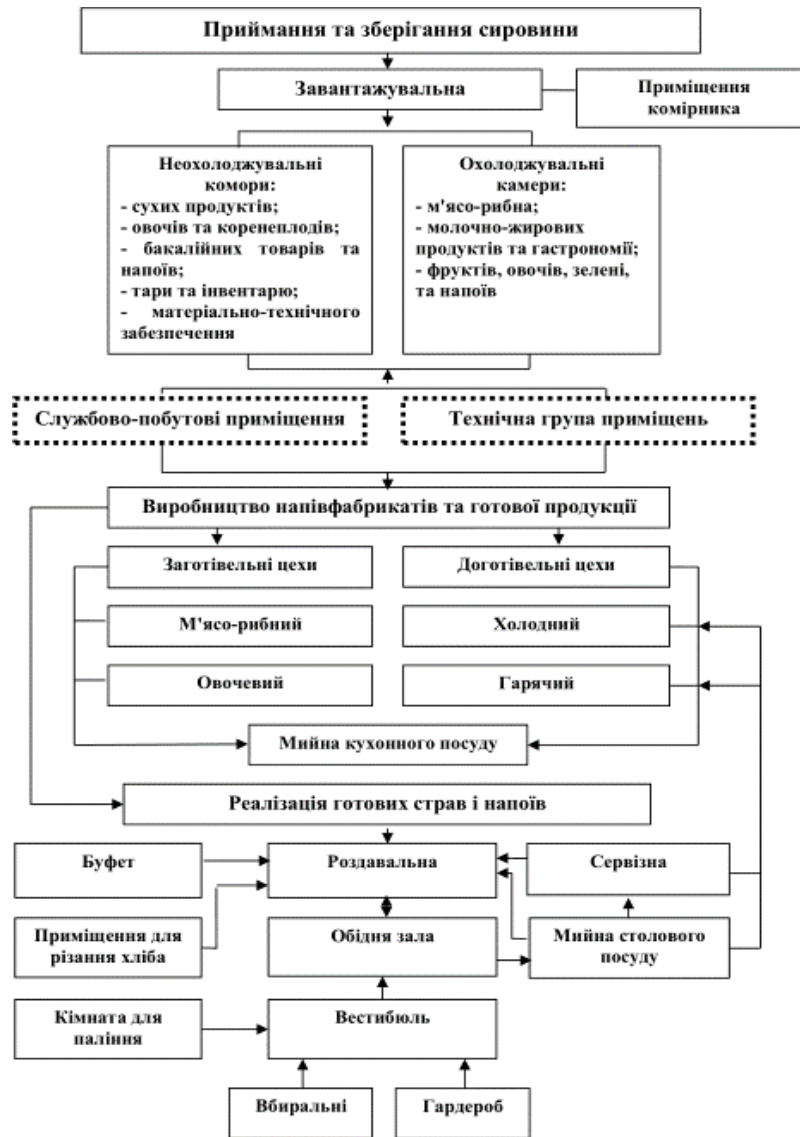 Приймання та зберігання сировини
Завантажувальна
Приміщення
комірника
Неохолоджувальні
комори:
- сухих продуктів;
- овочів та коренеплодів;
- бакалійних товарів та
напоїв;
- тари та інвентарю;
- матеріально-технічного
забезпечення
Охолоджувальні
камери:
- м'ясо-рибна;
- молочно-жирових
продуктів та гастрономії;
- фруктів, овочів, зелені,
та напоїв
Службово-побутові приміщення
Технічна група приміщень
Виробництво напівфабрикатів та готової продукції
Заготівельні цехи
Доготівельні цехи
М'ясо-рибний
Холодний
Овочевий
Гарячий
Мийна кухонного посуду
Реалізація готових страв і напоїв
Буфет
Роздавальна
Сервізна
Приміщення для
різання хліба
Обідня зала
Мийна столового
посуду
Кімната для
паління
Вестибюль
Вбиральні
Гардероб